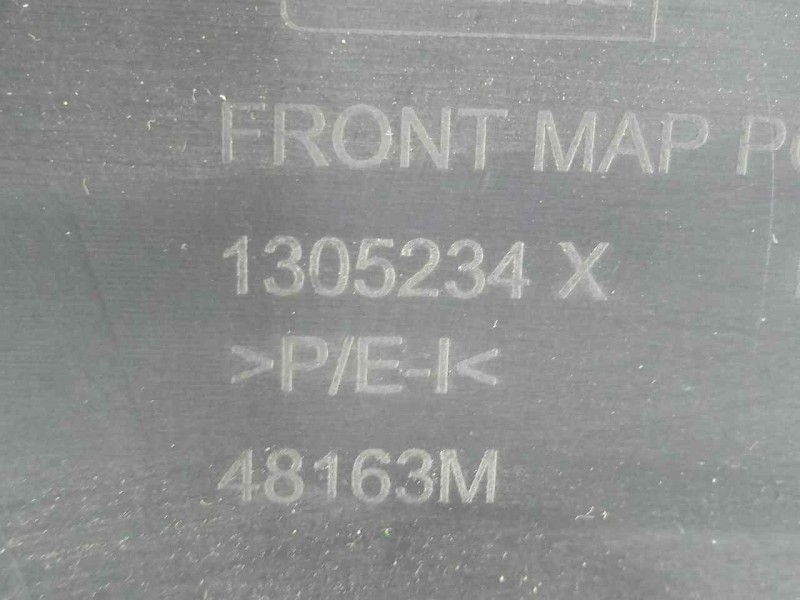 FRONT MAP
1305234 X
>P/E-I<
48163M